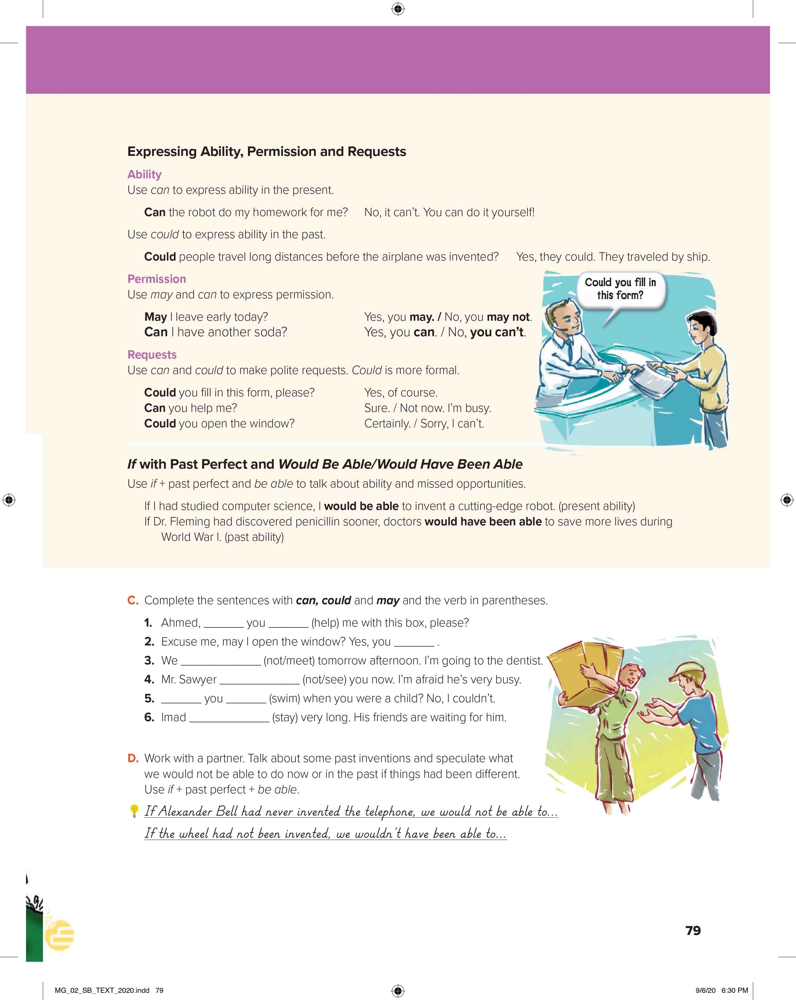 Expressing Ability, Permission and Requests
Ability
Use can to express ability in the present.
Can the robot do my homework for me? No, it can't. You can do it yourself!
Use could to express ability in the past.
Could people travel long distances before the airplane was invented? Yes, they could. They traveled by ship.
Permission
Use may and can to express permission.
May I leave early today? Yes, you may. / No, you may not.
Can I have another soda? Yes, you can. / No, you can't.
Could you fill in
this form?
Requests
Use can and could to make polite requests. Could is more formal.
Could you fill in this form, please? Yes, of course.
Can you help me? Sure. / Not now. I'm busy.
Could you open the window? Certainly. / Sorry, I can't.
If with Past Perfect and Would Be Able/Would Have Been Able
Use if + past perfect and be able to talk about ability and missed opportunities.
If I had studied computer science, I would be able to invent a cutting-edge robot. (present ability)
If Dr. Fleming had discovered penicillin sooner, doctors would have been able to save more lives during
World War I. (past ability)
C. Complete the sentences with can, could and may and the verb in parentheses.
1. Ahmed, ______ you ______ (help) me with this box, please?
2. Excuse me, may I open the window? Yes, you ______ .
3. We ____________ (not/meet) tomorrow afternoon. I'm going to the dentist.
4. Mr. Sawyer ____________ (not/see) you now. I'm afraid he's very busy.
5. ______ you ______ (swim) when you were a child? No, I couldn't.
6. Imad ____________ (stay) very long. His friends are waiting for him.
D. Work with a partner. Talk about some past inventions and speculate what
we would not be able to do now or in the past if things had been different.
Use if + past perfect + be able.
If Alexander Bell had never invented the telephone, we would not be able to...
If the wheel had not been invented, we wouldn't have been able to...
79
MG_02_SB_TEXT_2020.indd 79 9/6/20 6:30 PM